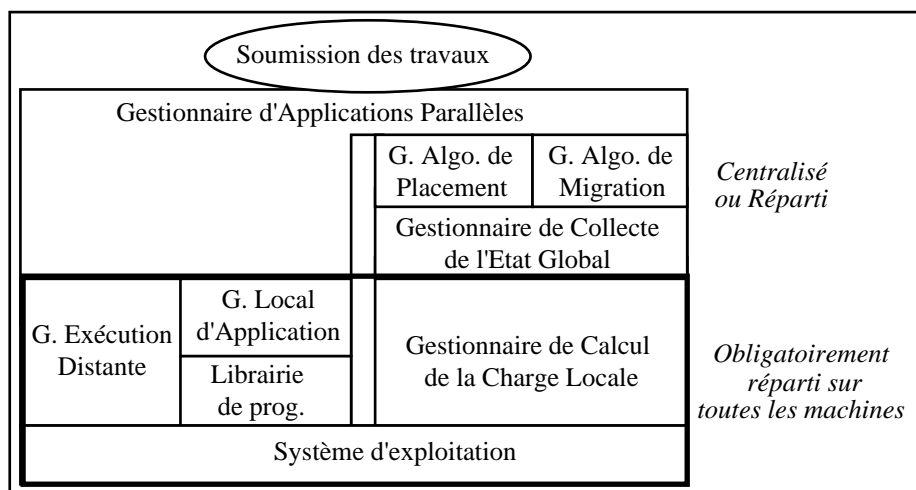 Soumission des travaux
Gestionnaire d'Applications Parallèles
G. Algo. de
Placement
G. Algo. de
Migration
Centralisé
ou Réparti
Gestionnaire de Collecte
de l'Etat Global
G. Exécution
Distante
G. Local
d'Application
Librairie
de prog.
Gestionnaire de Calcul
de la Charge Locale
Obligatoirement
réparti sur
toutes les machines
Système d'exploitation